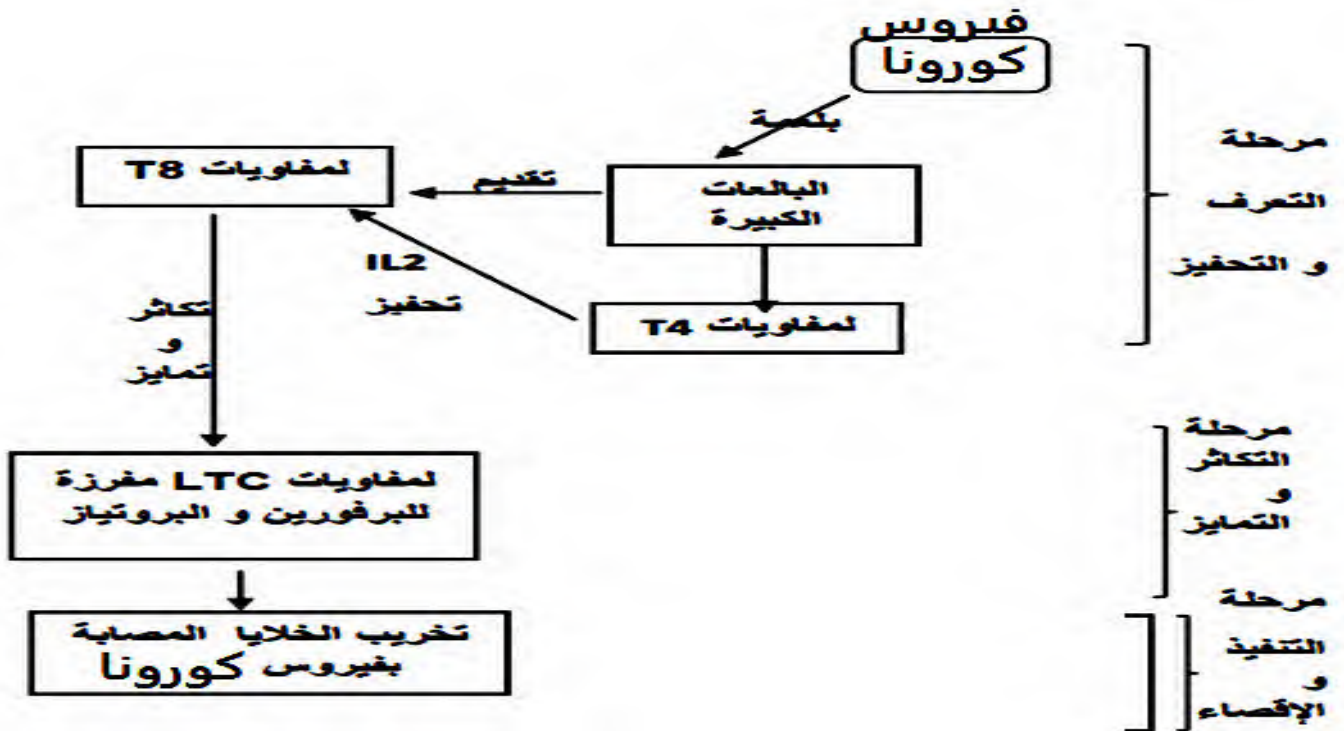 فيروس
كورونا
بلعمة
البالعات
الكبيرة
تقديم
لمفاويات T8
لمفاويات T4
IL2
تحفيز
تكاثر
و
تمايز
لمفاويات LTC مفرزة
للبرفورين و البروتياز
تخريب الخلايا المصابة
بفيروس كورونا
مرحلة
التعرف
و التحفيز
مرحلة
التكاثر
و
التمايز
مرحلة
التنفيذ
و
الإقصاء